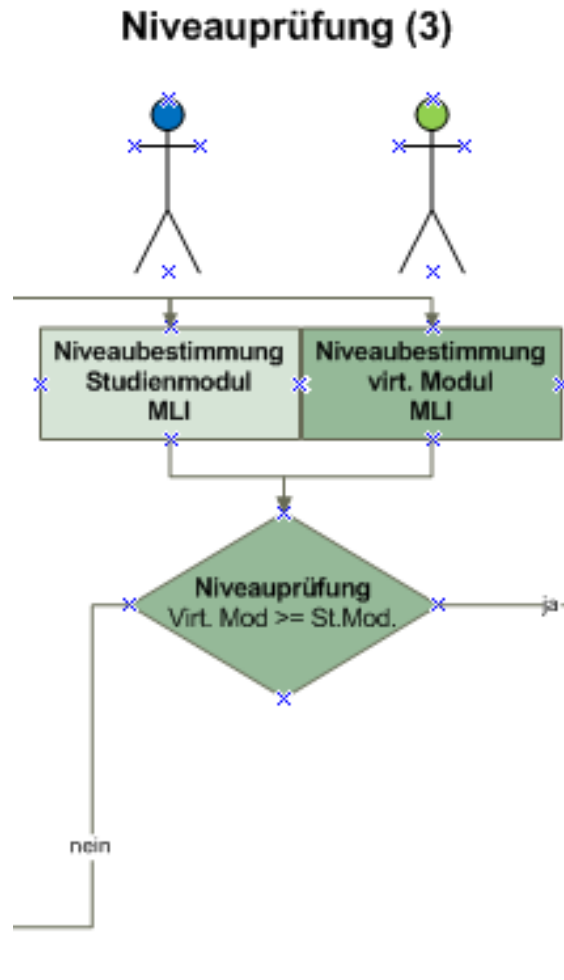 Niveauprüfung (3)
Niveaubestimmung
Studienmodul
MLI
Niveaubestimmung
virt. Modul
MLI
Niveauprüfung
Virt. Mod >= St.Mod.
ja
nein